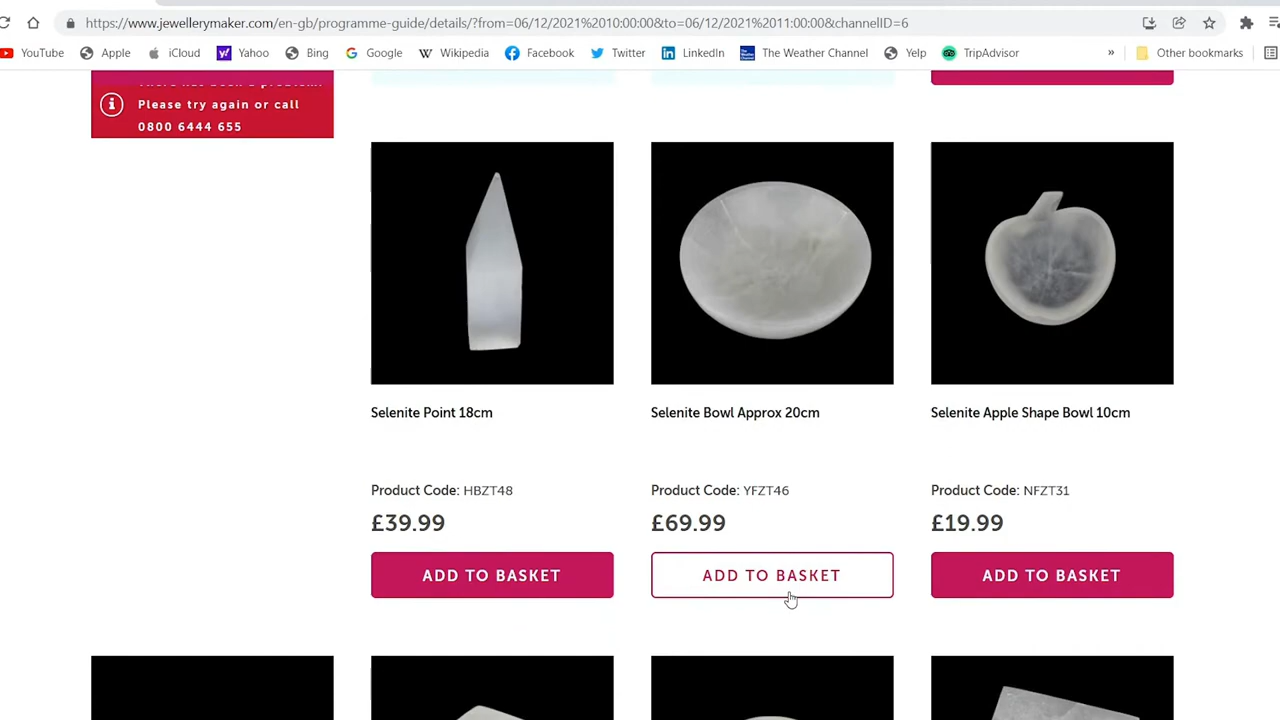 https://www.jewellerymaker.com/en-gb/programme-guide/details/?from=06/12/2021%2010:00:00&to=06/12/2021%2011:00:00&channelID=6
YouTube Apple iCloud Yahoo Bing Google Wikipedia Facebook Twitter LinkedIn The Weather Channel Yelp TripAdvisor » Other bookmarks
Please try again or call
0800 6444 655
Selenite Point 18cm
Product Code: HBZT48
£39.99
ADD TO BASKET
Selenite Bowl Approx 20cm
Product Code: YFZT46
£69.99
ADD TO BASKET
Selenite Apple Shape Bowl 10cm
Product Code: NFZT31
£19.99
ADD TO BASKET